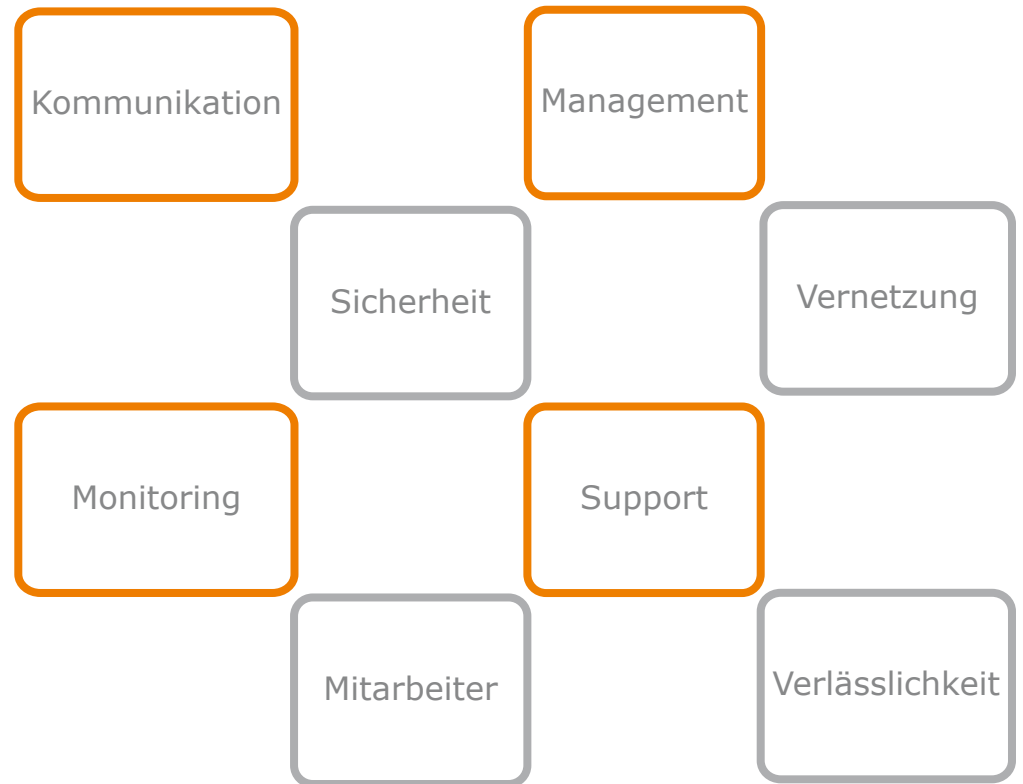 Kommunikation
Management
Sicherheit
Vernetzung
Monitoring
Support
Mitarbeiter
Verlässlichkeit